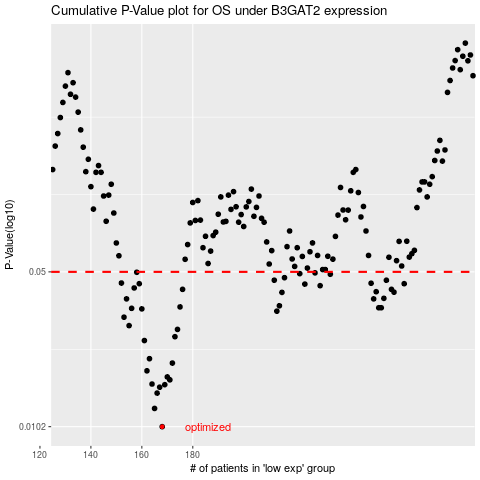 Cumulative P-Value plot for OS under B3GAT2 expression
P-Value(log10)
0.05
0.0102
optimized
120 140 160 180
# of patients in 'low exp' group